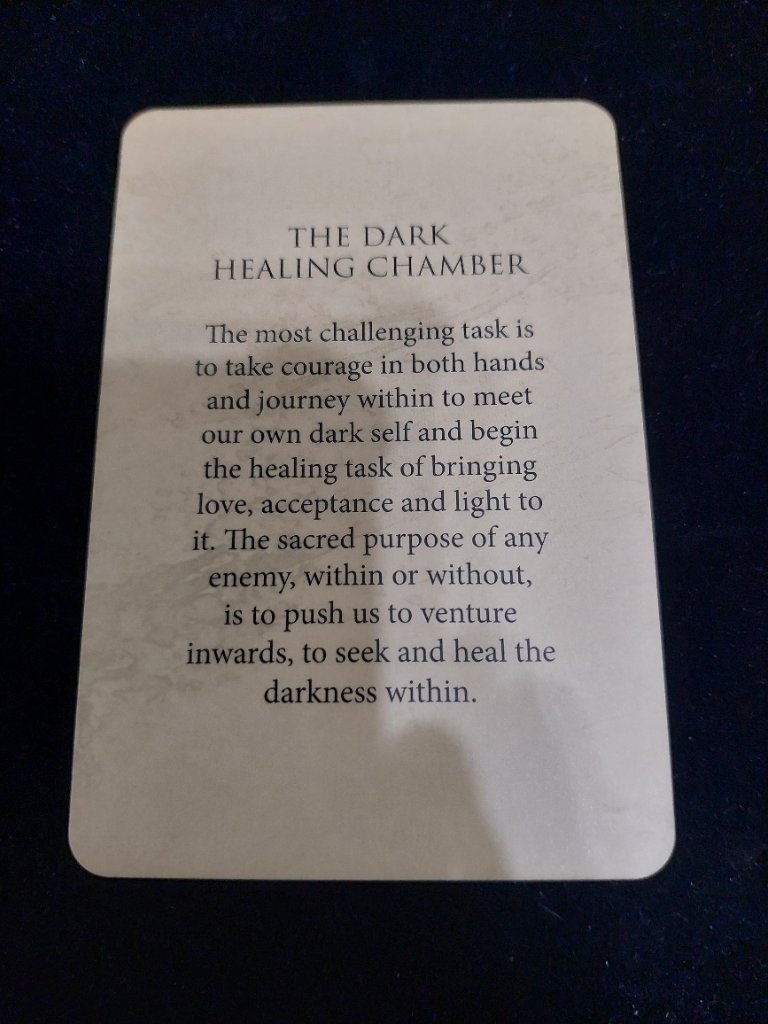 THE DARK
HEALING CHAMBER
The most challenging task is
to take courage in both hands
and journey within to meet
our own dark self and begin
the healing task of bringing
love, acceptance and light to
it. The sacred purpose of any
enemy, within or without,
is to push us to venture
inwards, to seek and heal the
darkness within.